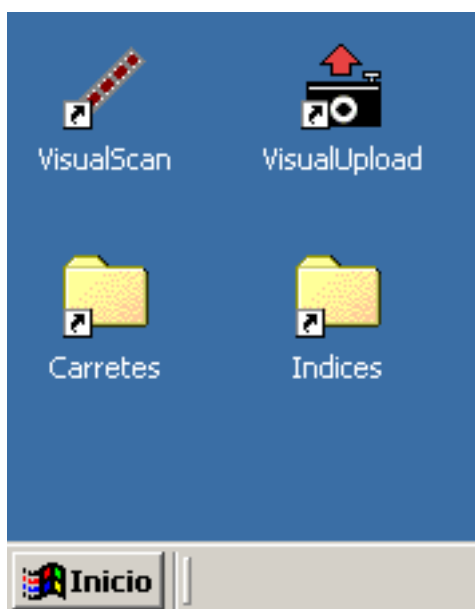 VisualScan
VisualUpload
Carretes
Indices
Inicio